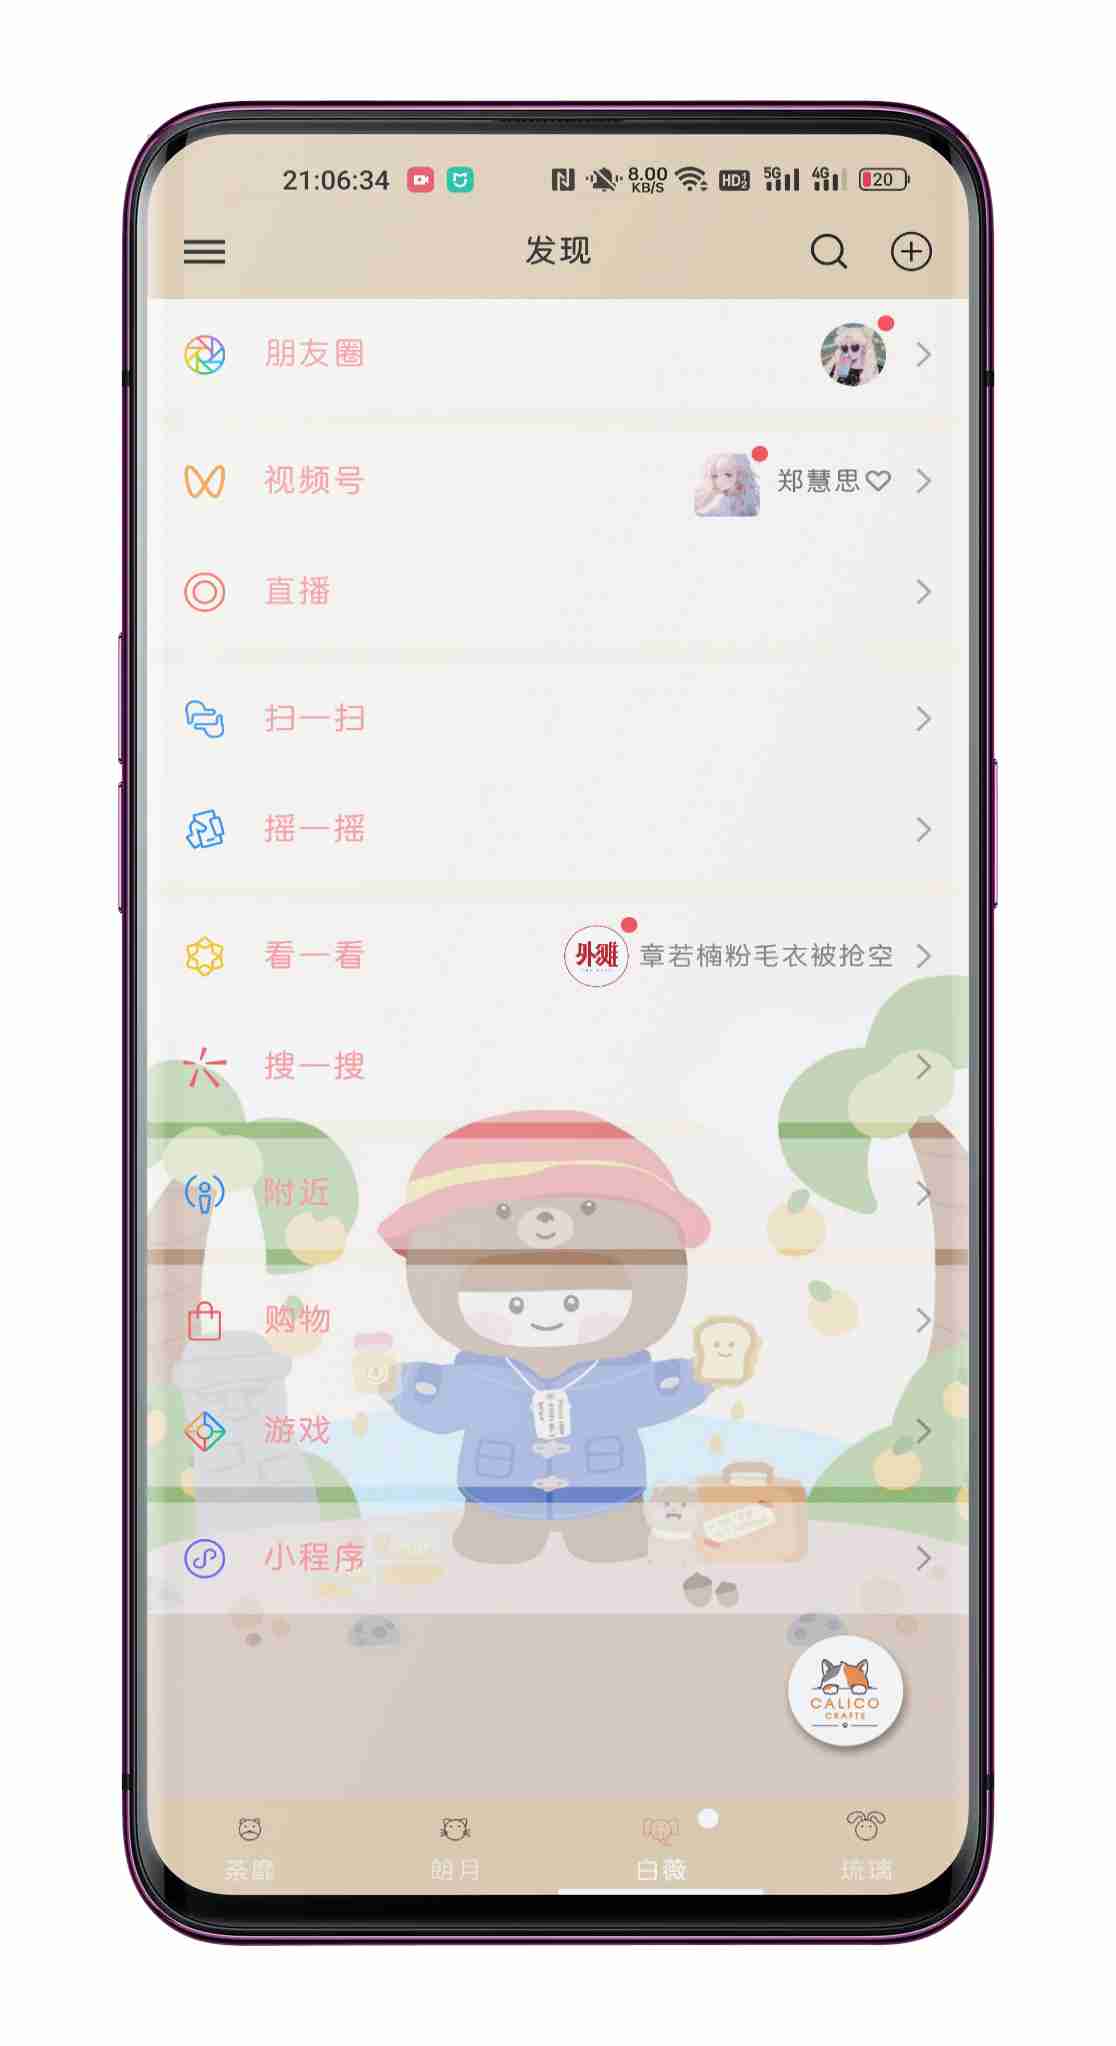 21:06:34 8.00 KB/S HD 1 2 5G 4G 20
发现
朋友圈
视频号 郑慧思♡
直播
扫一扫
摇一摇
看一看 外滩 章若楠粉毛衣被抢空
搜一搜
附近
购物
游戏
小程序
CALICO
CRAFTS
荼靡 朗月 白薇 琉璃